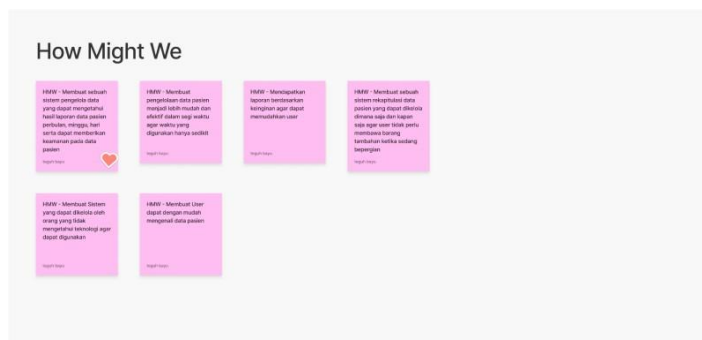 How Might We
HMW - Membuat sebuah
sistem pengelola data
yang dapat mengetahui
hasil laporan data pasien
perbulan, minggu, hari
serta dapat memberikan
keamanan pada data
pasien
HMW - Membuat
pengelolaan data pasien
menjadi lebih mudah dan
efektif dalam segi waktu
agar waktu yang
digunakan hanya sedikit
HMW - Mendapatkan
laporan berdasarkan
keinginan agar dapat
memudahkan user
HMW - Membuat sebuah
sistem rekapitulasi data
pasien yang dapat dikelola
dimana saja dan kapan
saja agar user tidak perlu
membawa barang
tambahan ketika sedang
berpergian
HMW - Membuat Sistem
yang dapat dikelola oleh
orang yang tidak
mengetahui teknologi agar
dapat digunakan
HMW - Membuat User
dapat dengan mudah
mengenali data pasien